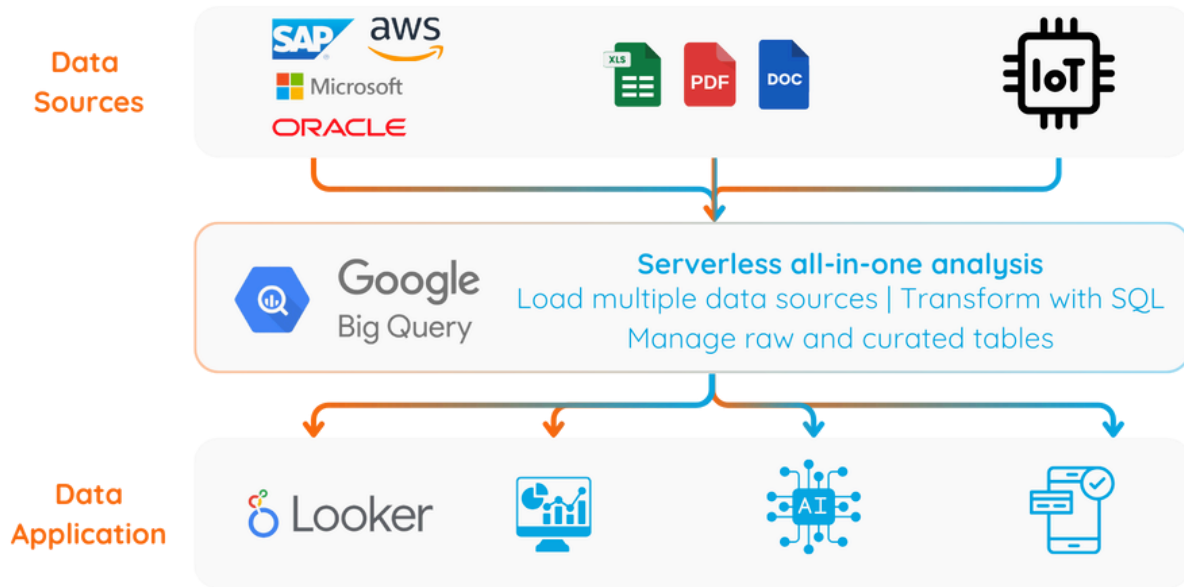 Data
Sources
SAP
aws
Microsoft
ORACLE
XLS
PDF
DOC
IoT
Google
Big Query
Serverless all-in-one analysis
Load multiple data sources | Transform with SQL
Manage raw and curated tables
Data
Application
Looker
AI